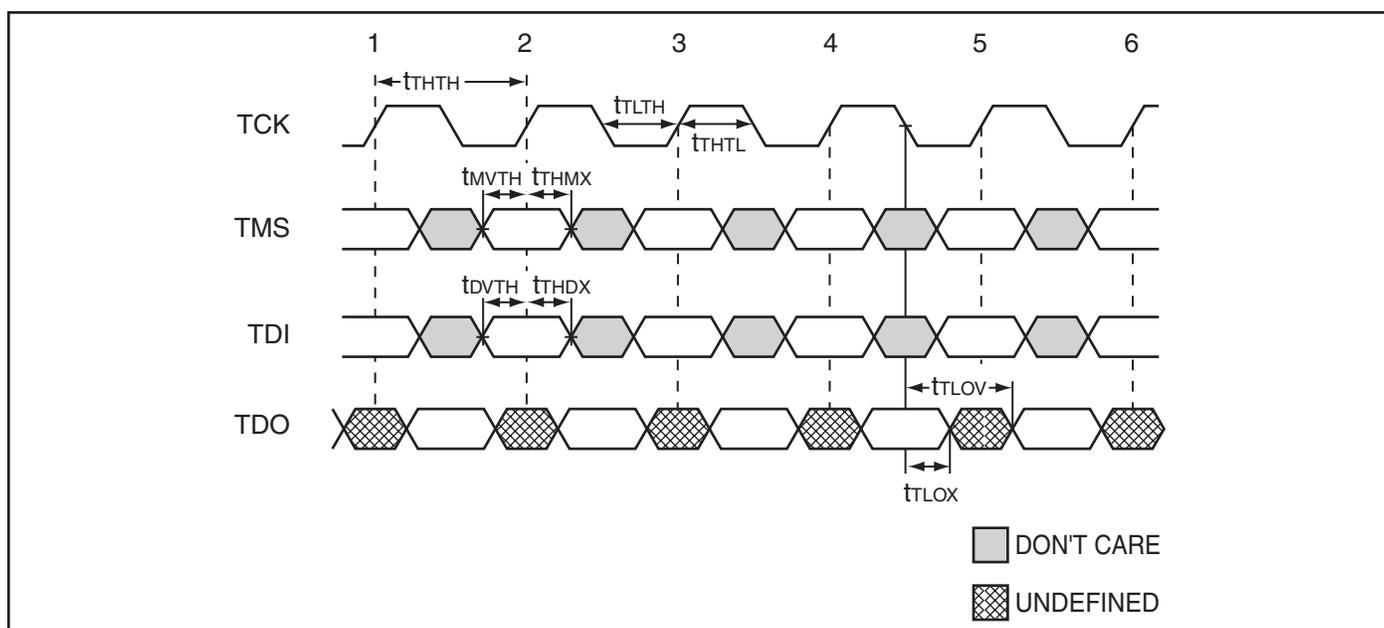 1 2 3 4 5 6
tTHTH
TCK
tTLTH
tTHTL
tMVTH tTHMX
TMS
tDVTH tTHDX
TDI
tTLOV
TDO
tTLOX
DON'T CARE
UNDEFINED